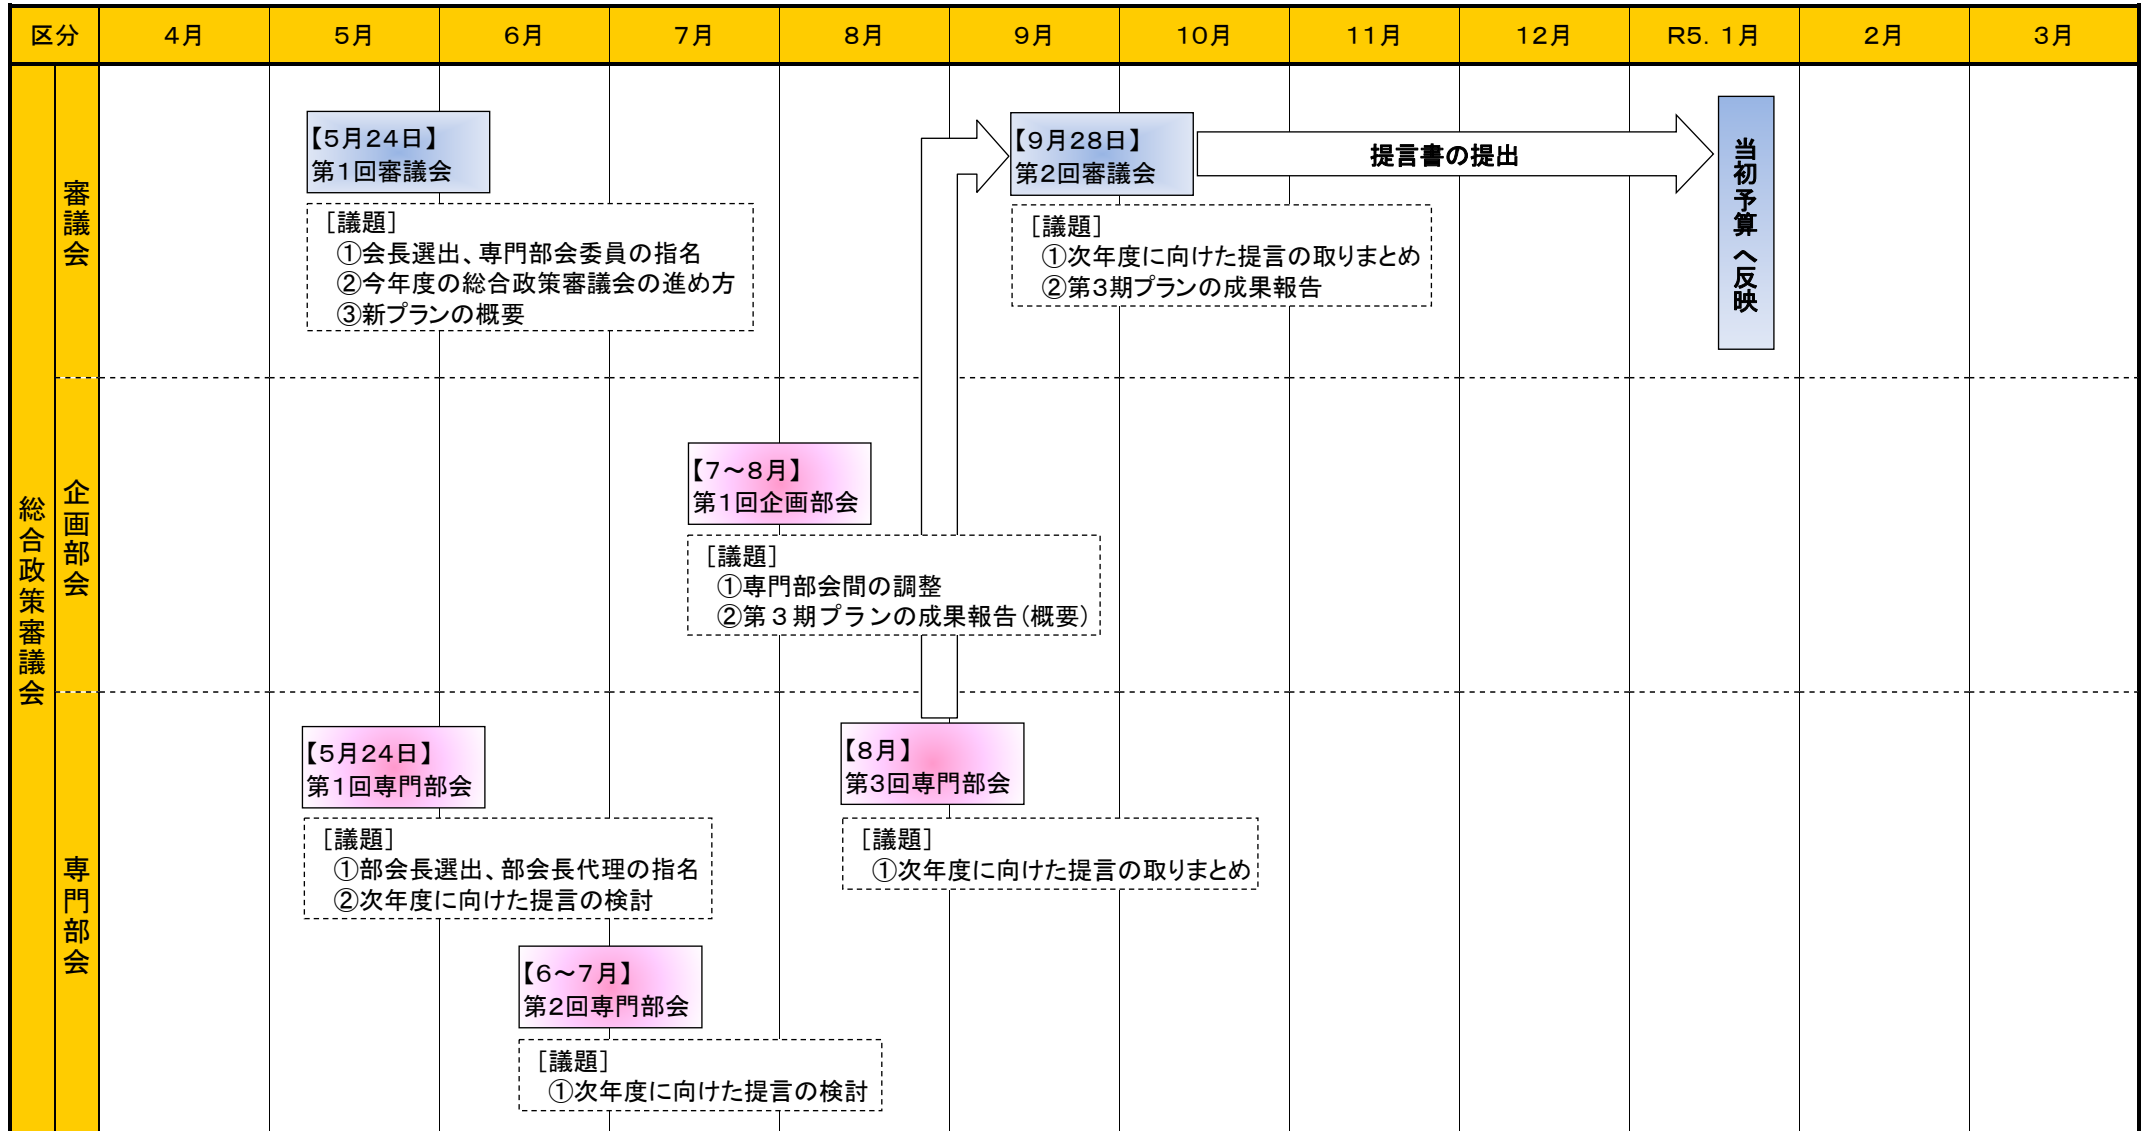 区分
4月
5月
6月
7月
8月
9月
10月
11月
12月
R5．1月
2月
3月
総合政策審議会
審議会
【5月24日】
第1回審議会
［議題］
①会長選出、専門部会委員の指名
②今年度の総合政策審議会の進め方
③新プランの概要
【9月28日】
第2回審議会
［議題］
①次年度に向けた提言の取りまとめ
②第3期プランの成果報告
提言書の提出
当初予算へ反映
企画部会
【7～8月】
第1回企画部会
［議題］
①専門部会間の調整
②第３期プランの成果報告（概要）
専門部会
【5月24日】
第1回専門部会
［議題］
①部会長選出、部会長代理の指名
②次年度に向けた提言の検討
【8月】
第3回専門部会
［議題］
①次年度に向けた提言の取りまとめ
【6～7月】
第2回専門部会
［議題］
①次年度に向けた提言の検討